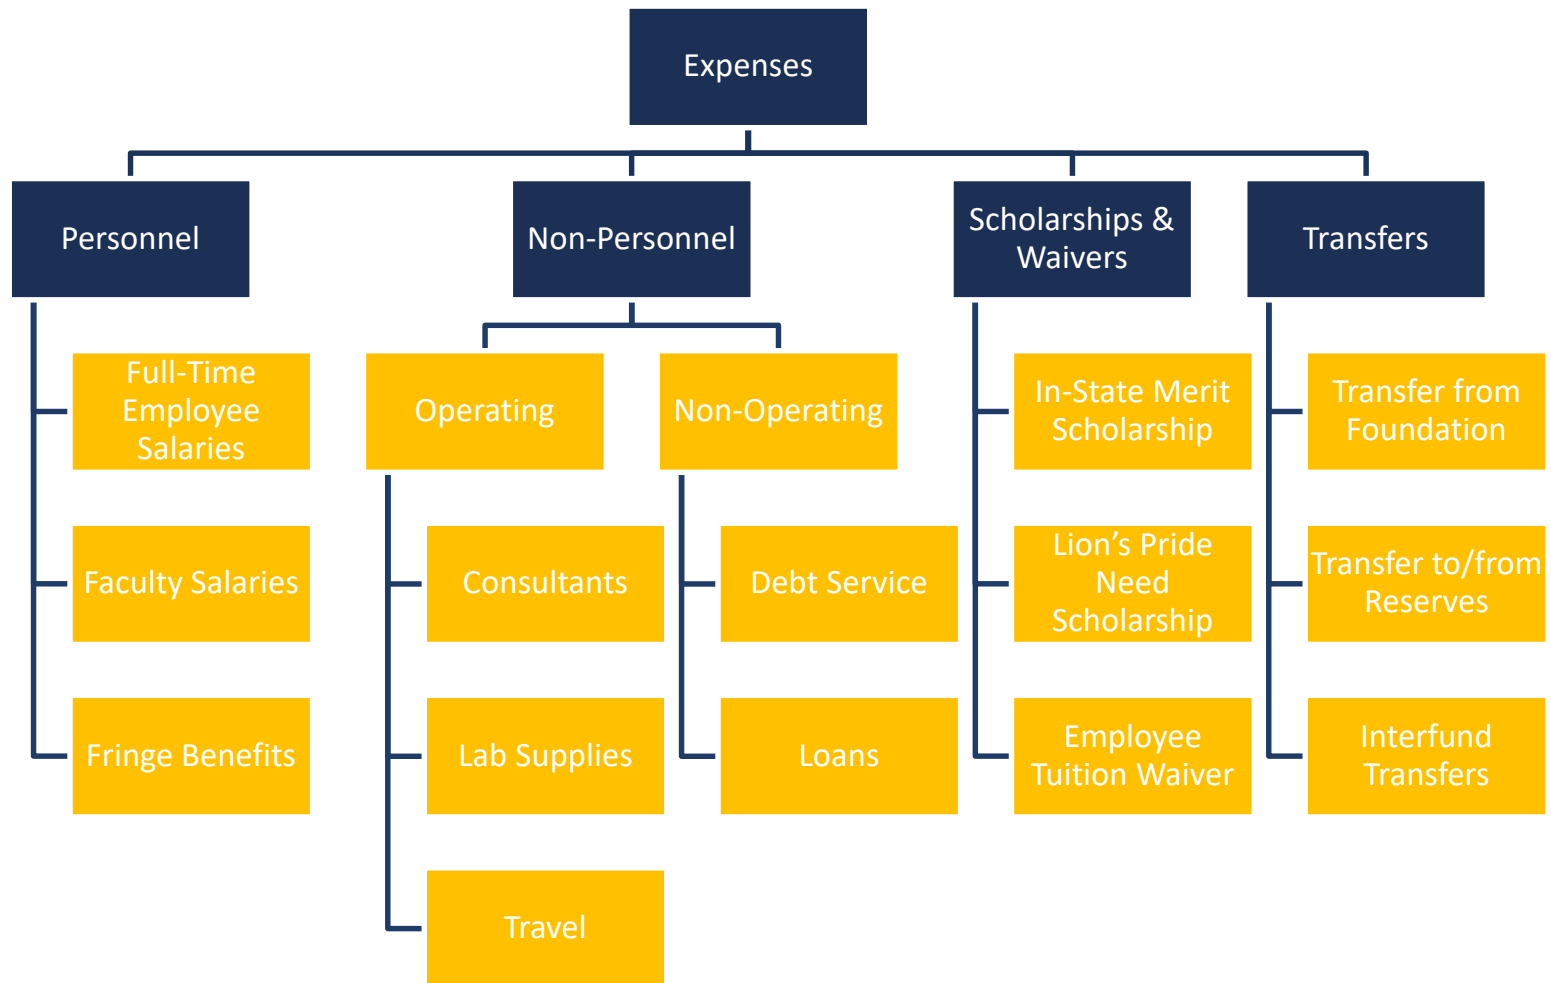 Expenses
Personnel
Non-Personnel
Scholarships &
Waivers
Transfers
Full-Time
Employee
Salaries
Operating
Non-Operating
In-State Merit
Scholarship
Transfer from
Foundation
Faculty Salaries
Consultants
Debt Service
Lion’s Pride
Need
Scholarship
Transfer to/from
Reserves
Fringe Benefits
Lab Supplies
Loans
Employee
Tuition Waiver
Interfund
Transfers
Travel